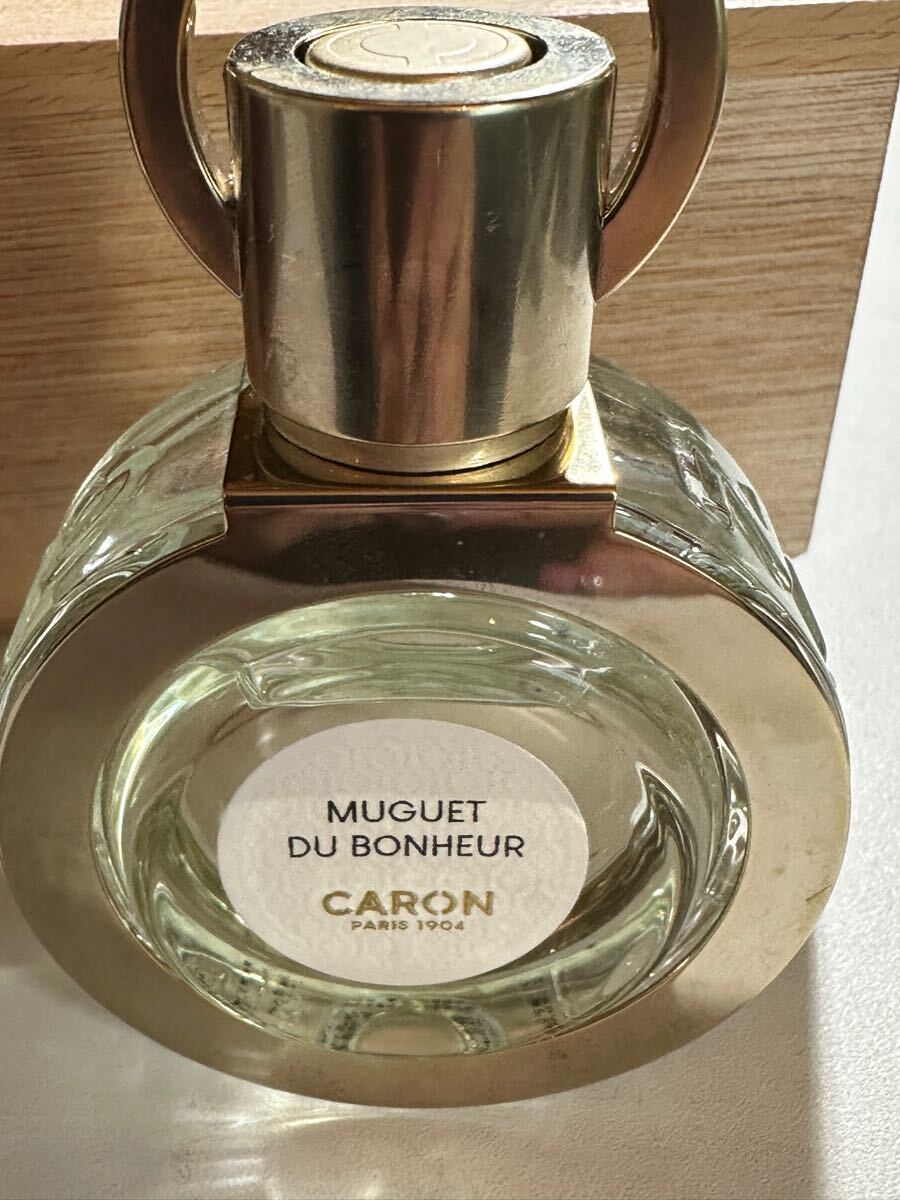 MUGUET
DU BONHEUR
CARON
PARIS 1904